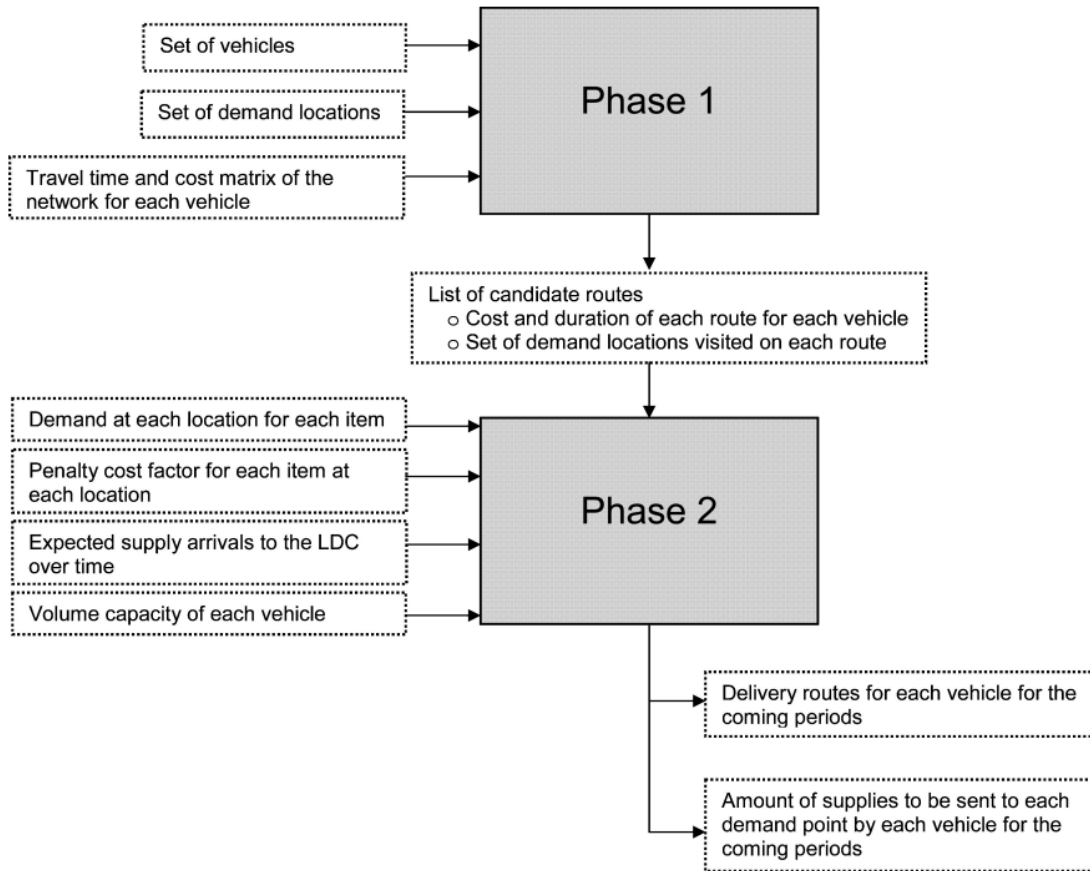 Set of vehicles
Set of demand locations
Travel time and cost matrix of the
network for each vehicle
Phase 1
List of candidate routes
o Cost and duration of each route for each vehicle
o Set of demand locations visited on each route
Demand at each location for each item
Penalty cost factor for each item at
each location
Expected supply arrivals to the LDC
over time
Volume capacity of each vehicle
Phase 2
Delivery routes for each vehicle for the
coming periods
Amount of supplies to be sent to each
demand point by each vehicle for the
coming periods